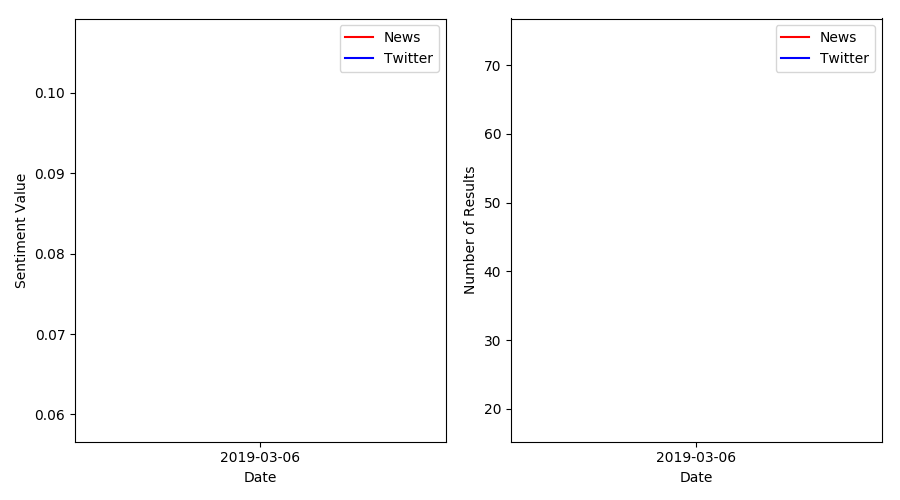 News
Twitter
0.10
0.09
0.08
0.07
0.06
Sentiment Value
2019-03-06
Date
News
Twitter
70
60
50
40
30
20
Number of Results
2019-03-06
Date